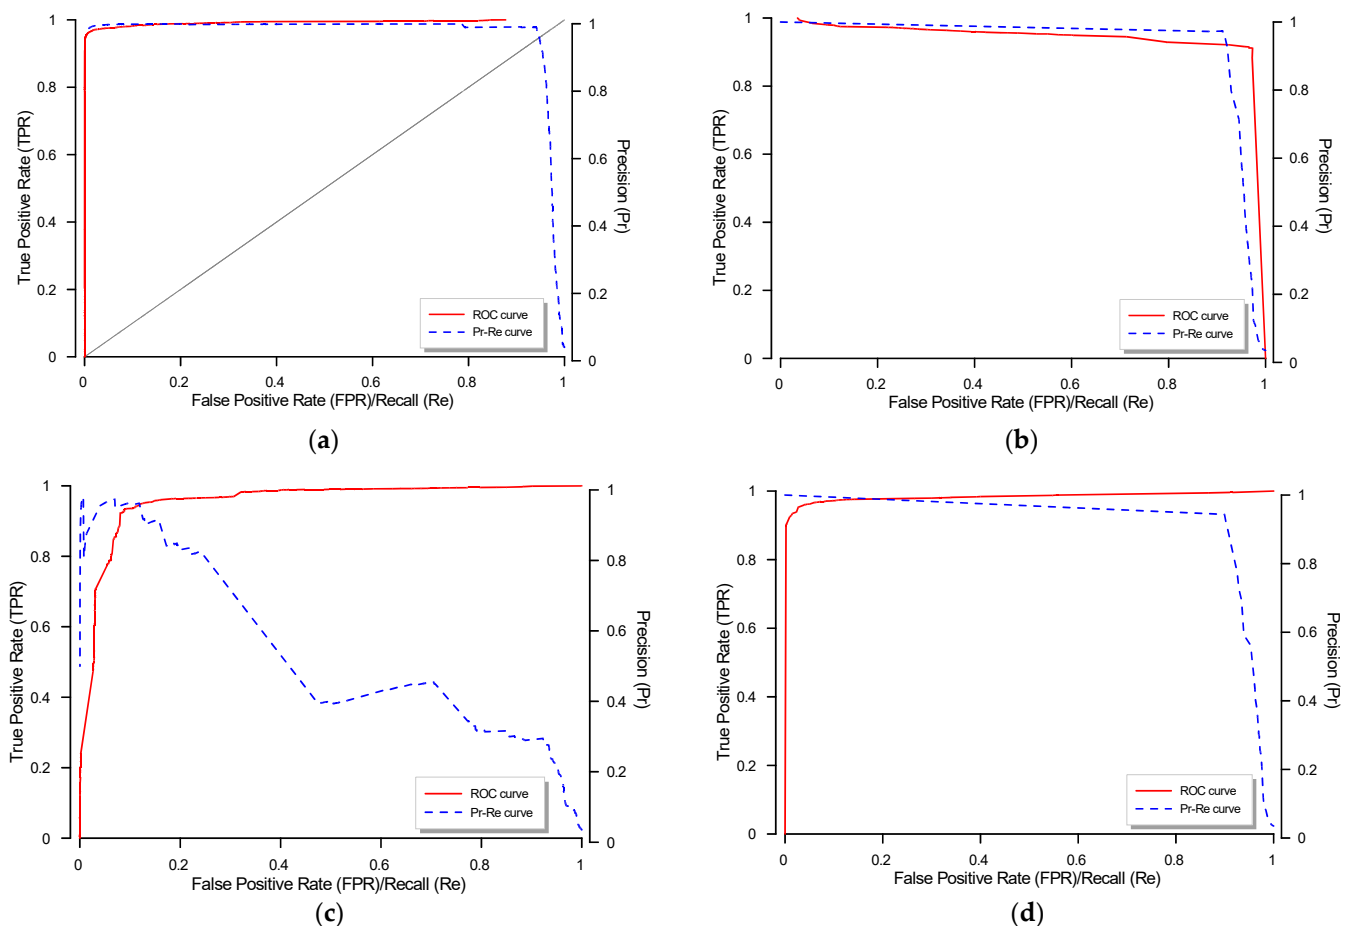 1
0.8
0.6
0.4
0.2
0
True Positive Rate (TPR)
1
0.8
0.6
0.4
0.2
0
Precision (Pr)
ROC curve
Pr-Re curve
0 0.2 0.4 0.6 0.8 1
False Positive Rate (FPR)/Recall (Re)
(a)
1
0.8
0.6
0.4
0.2
0
True Positive Rate (TPR)
1
0.8
0.6
0.4
0.2
0
Precision (Pr)
ROC curve
Pr-Re curve
0 0.2 0.4 0.6 0.8 1
False Positive Rate (FPR)/Recall (Re)
(b)
1
0.8
0.6
0.4
0.2
0
True Positive Rate (TPR)
1
0.8
0.6
0.4
0.2
0
Precision (Pr)
ROC curve
Pr-Re curve
0 0.2 0.4 0.6 0.8 1
False Positive Rate (FPR)/Recall (Re)
(c)
1
0.8
0.6
0.4
0.2
0
True Positive Rate (TPR)
1
0.8
0.6
0.4
0.2
0
Precision (Pr)
ROC curve
Pr-Re curve
0 0.2 0.4 0.6 0.8 1
False Positive Rate (FPR)/Recall (Re)
(d)